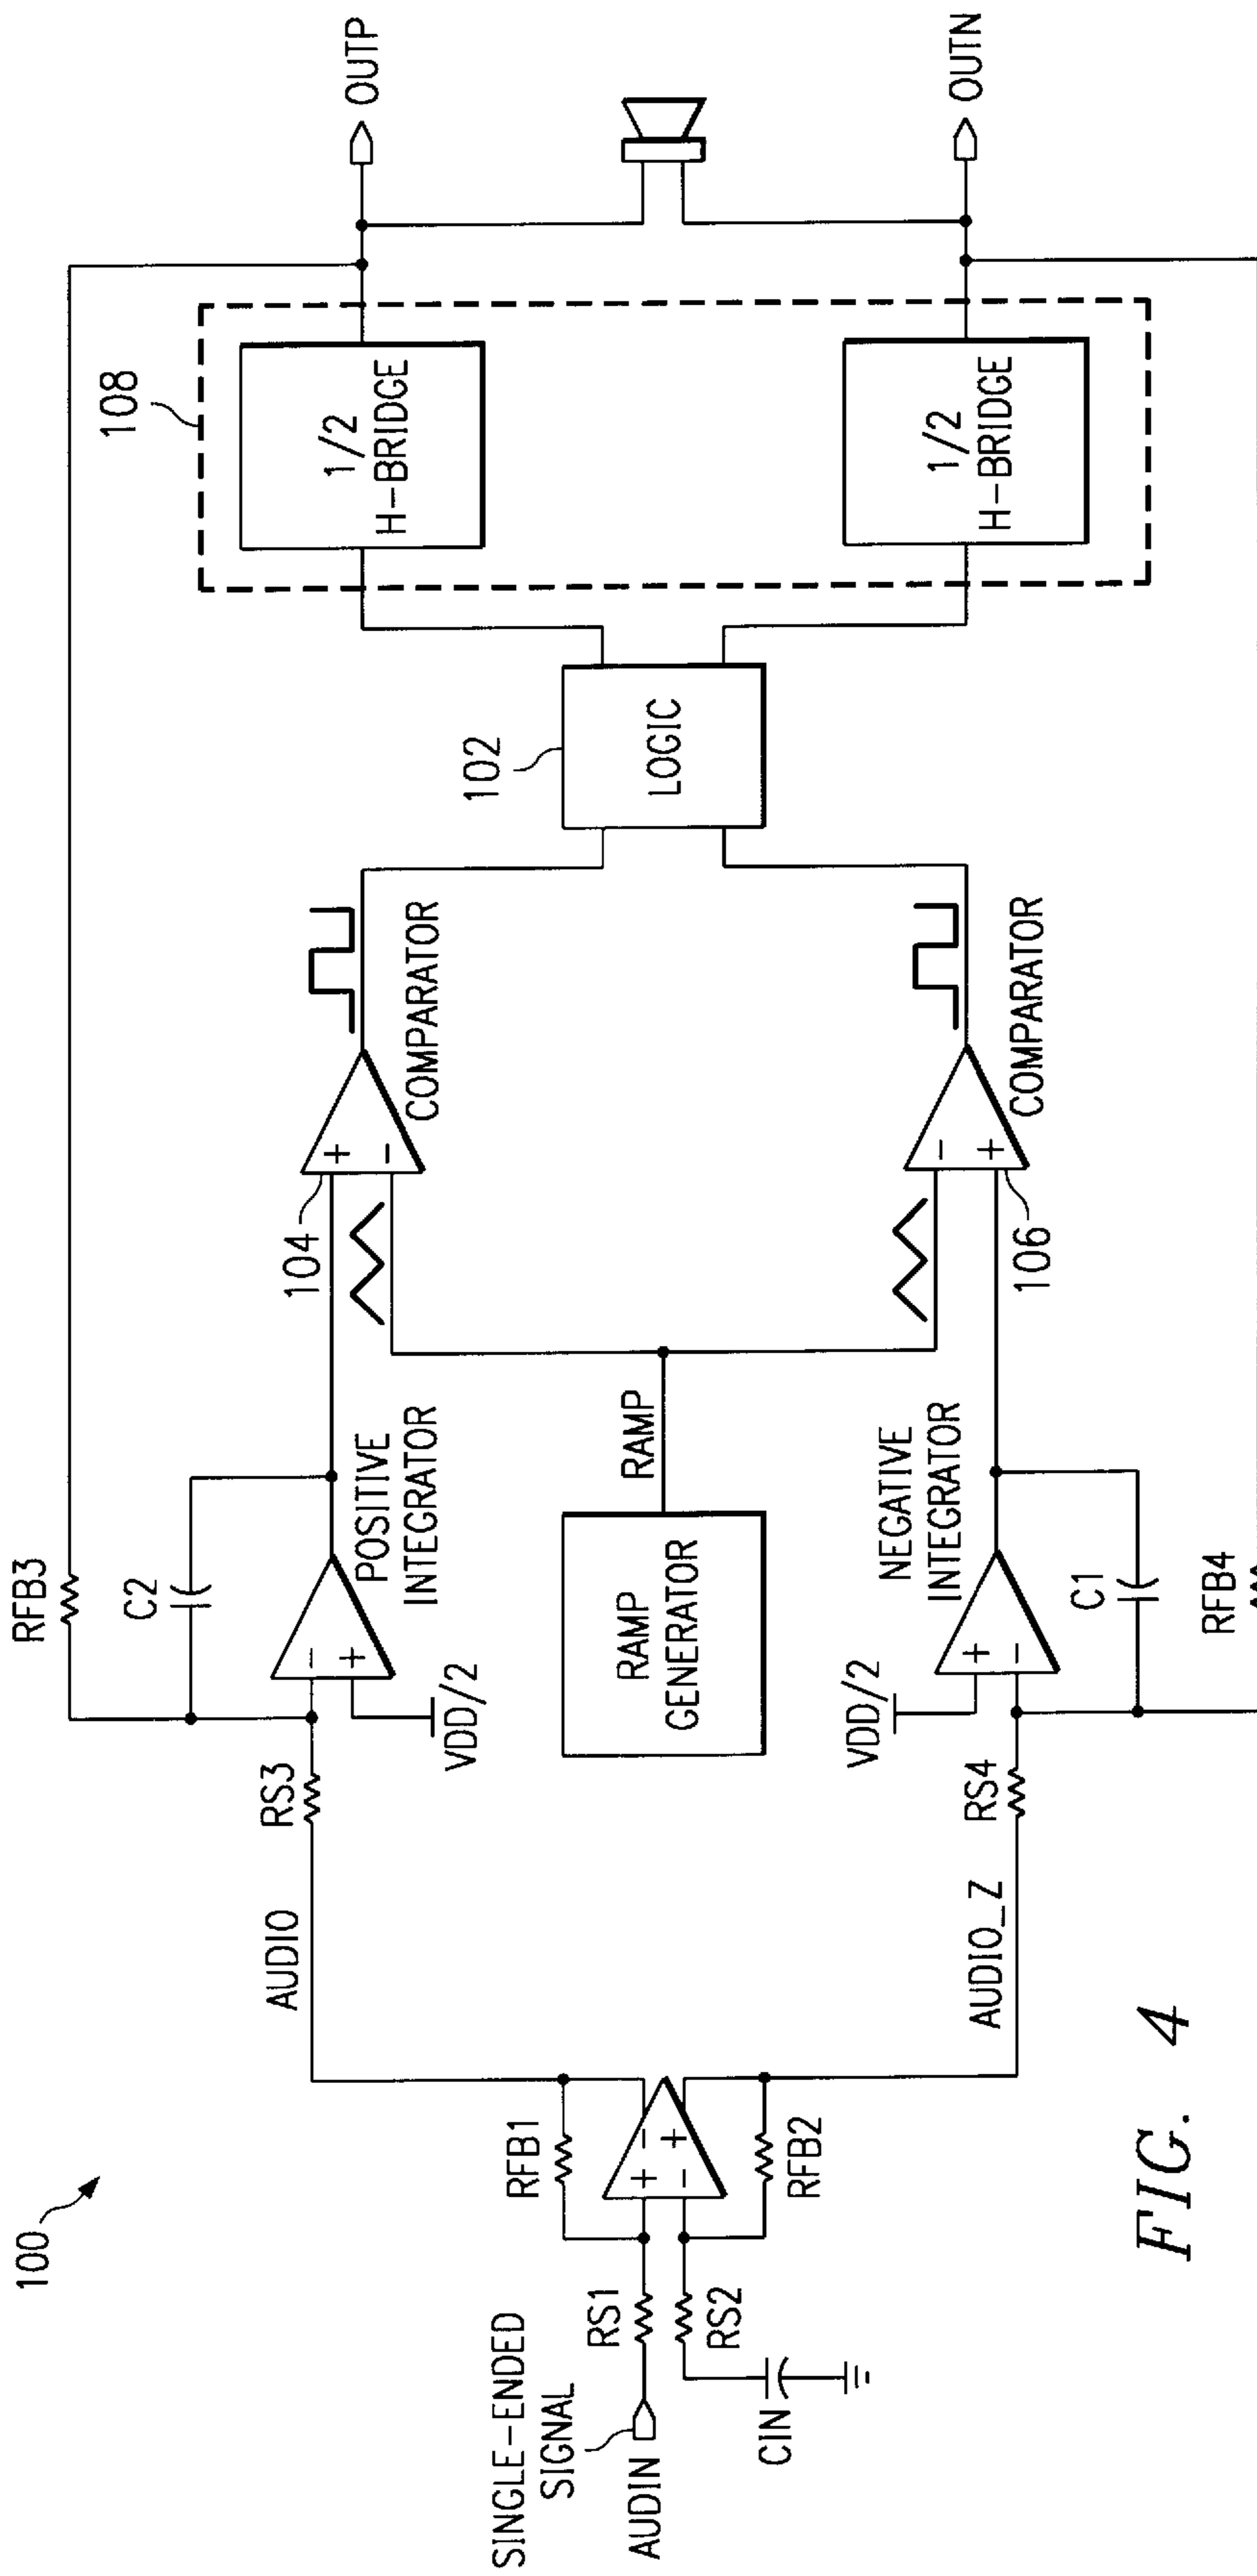 100
SINGLE-ENDED
SIGNAL
AUDIN
RS1
RS2
CIN
RFB1
RFB2
+
-
-
+
AUDIO
AUDIO_Z
RS3
RS4
RFB3
C2
-
+
VDD/2
POSITIVE
INTEGRATOR
RAMP
GENERATOR
RAMP
VDD/2
+
-
NEGATIVE
INTEGRATOR
C1
RFB4
104
+
-
COMPARATOR
106
-
+
COMPARATOR
102
LOGIC
108
1/2
H-BRIDGE
1/2
H-BRIDGE
OUTP
OUTN
FIG. 4